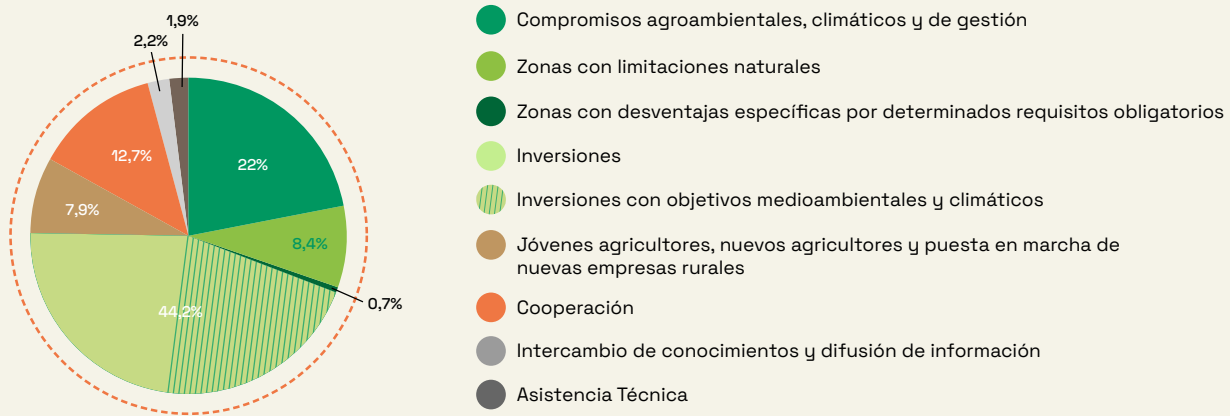 1,9%
2,2%
12,7%
22%
7,9%
8,4%
44,2%
0,7%
Compromisos agroambientales, climáticos y de gestión
Zonas con limitaciones naturales
Zonas con desventajas específicas por determinados requisitos obligatorios
Inversiones
Inversiones con objetivos medioambientales y climáticos
Jóvenes agricultores, nuevos agricultores y puesta en marcha de
nuevas empresas rurales
Cooperación
Intercambio de conocimientos y difusión de información
Asistencia Técnica